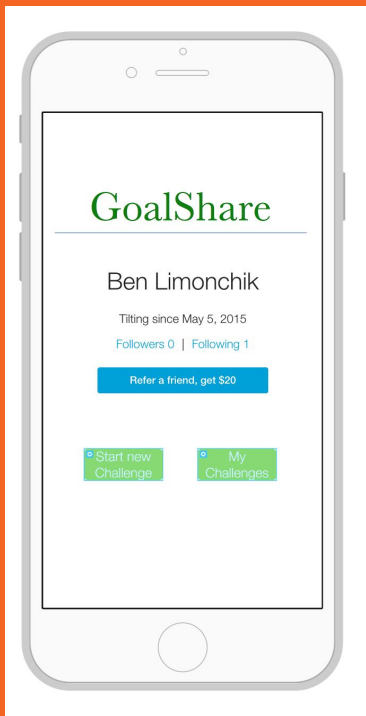 GoalShare
Ben Limonchik
Tilting since May 5, 2015
Followers 0 | Following 1
Refer a friend, get $20
Start new
Challenge
My
Challenges